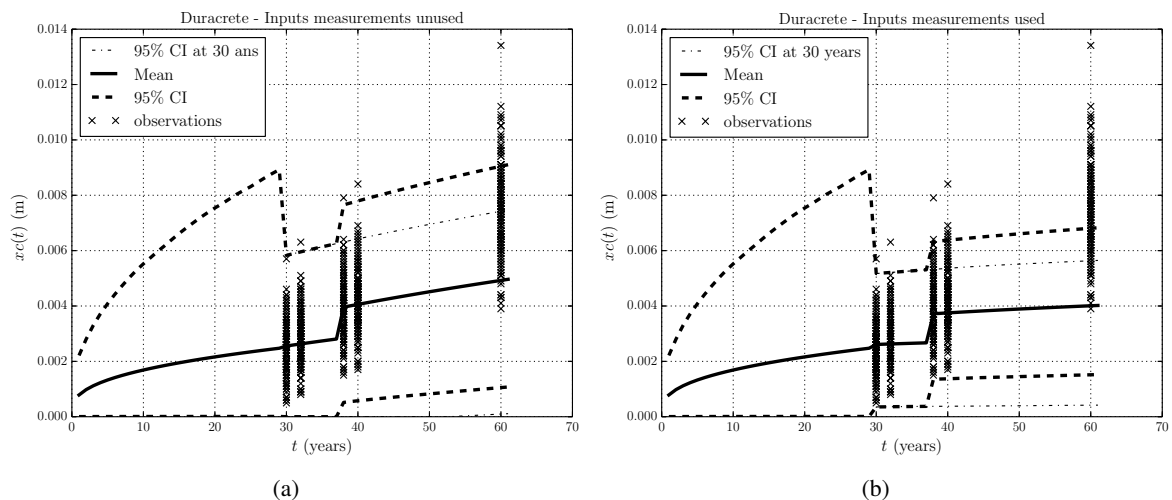 Duracrete - Inputs measurements unused
0.014
0.012
0.010
0.008
0.006
0.004
0.002
0.000
xc(t) (m)
95% CI at 30 ans
Mean
95% CI
observations
0 10 20 30 40 50 60 70
t (years)
(a)
Duracrete - Inputs measurements used
0.014
0.012
0.010
0.008
0.006
0.004
0.002
0.000
xc(t) (m)
95% CI at 30 years
Mean
95% CI
observations
0 10 20 30 40 50 60 70
t (years)
(b)